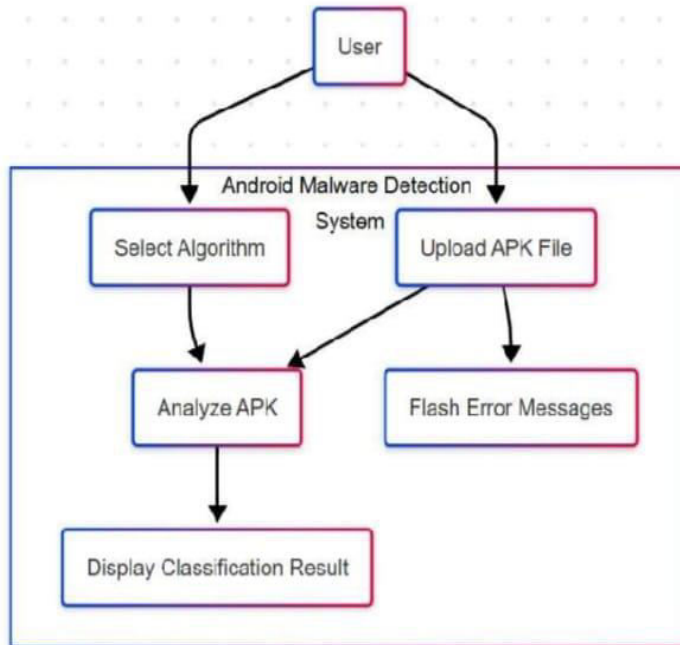 User
Android Malware Detection
System
Select Algorithm
Upload APK File
Analyze APK
Flash Error Messages
Display Classification Result